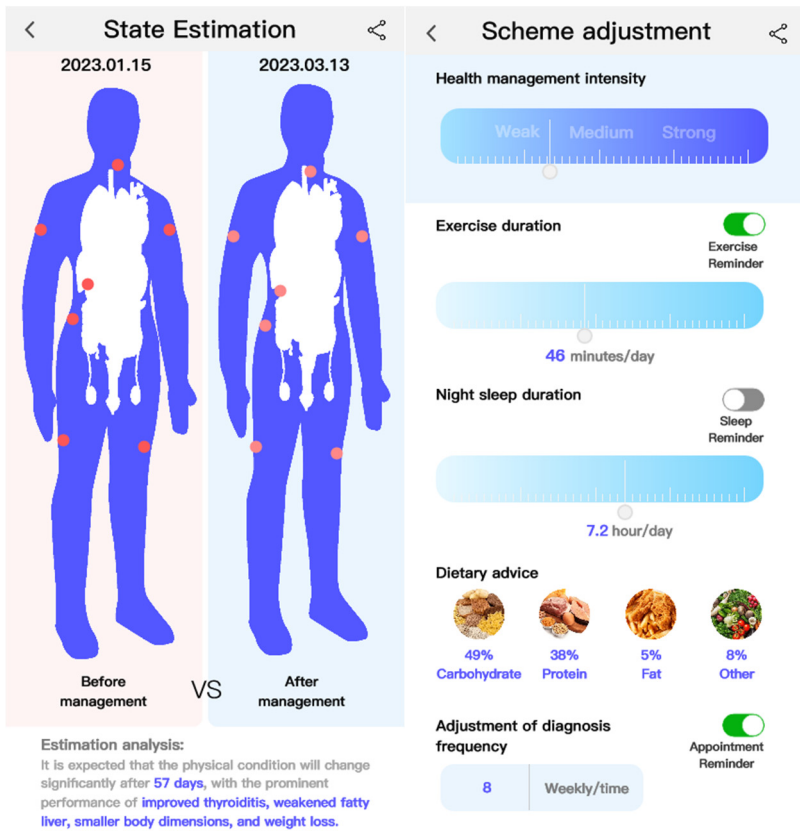 State Estimation
2023.01.15
2023.03.13
Before
management
VS
After
management
Estimation analysis:
It is expected that the physical condition will change
significantly after 57 days, with the prominent
performance of improved thyroiditis, weakened fatty
liver, smaller body dimensions, and weight loss.
Scheme adjustment
Health management intensity
Weak Medium Strong
Exercise duration
Exercise
Reminder
46 minutes/day
Night sleep duration
Sleep
Reminder
7.2 hour/day
Dietary advice
49% 38% 5% 8%
Carbohydrate Protein Fat Other
Adjustment of diagnosis
frequency
Appointment
Reminder
8 Weekly/time